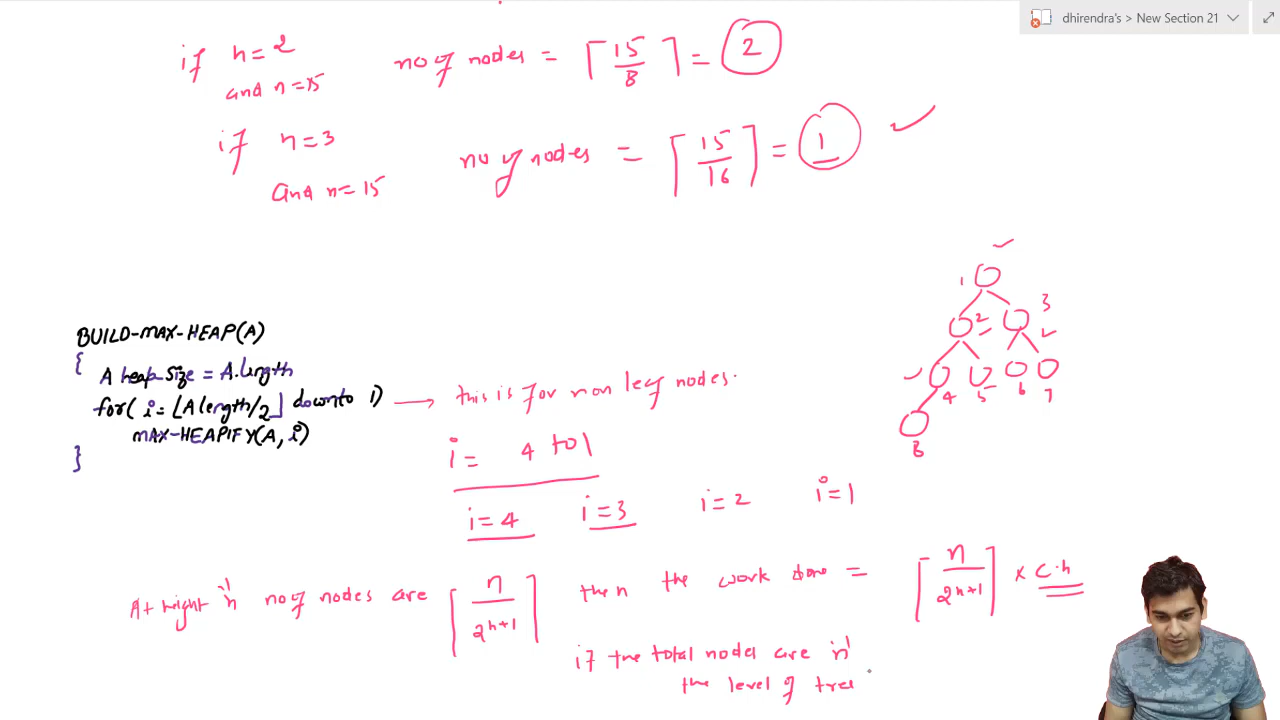 dhirendra's > New Section 21
if h=2 no of nodes = ⌈15/8⌉ = 2
and n=15
if h=3 no of nodes = ⌈15/16⌉ = 1 ✓
and n=15
BUILD-MAX-HEAP(A)
{
A heap size = A.length
for( i = ⌊A length/2⌋ downto 1) → this is for non leaf nodes.
MAX-HEAPIFY(A, i)
}
i = 4 to 1
i=4 i=3 i=2 i=1
1
2 3
4 5 6 7
8
At height 'h' no of nodes are ⌈n/2^(h+1)⌉ then the work done = ⌈n/2^(h+1)⌉ × c.h
if the total nodes are 'n'
the level of tree